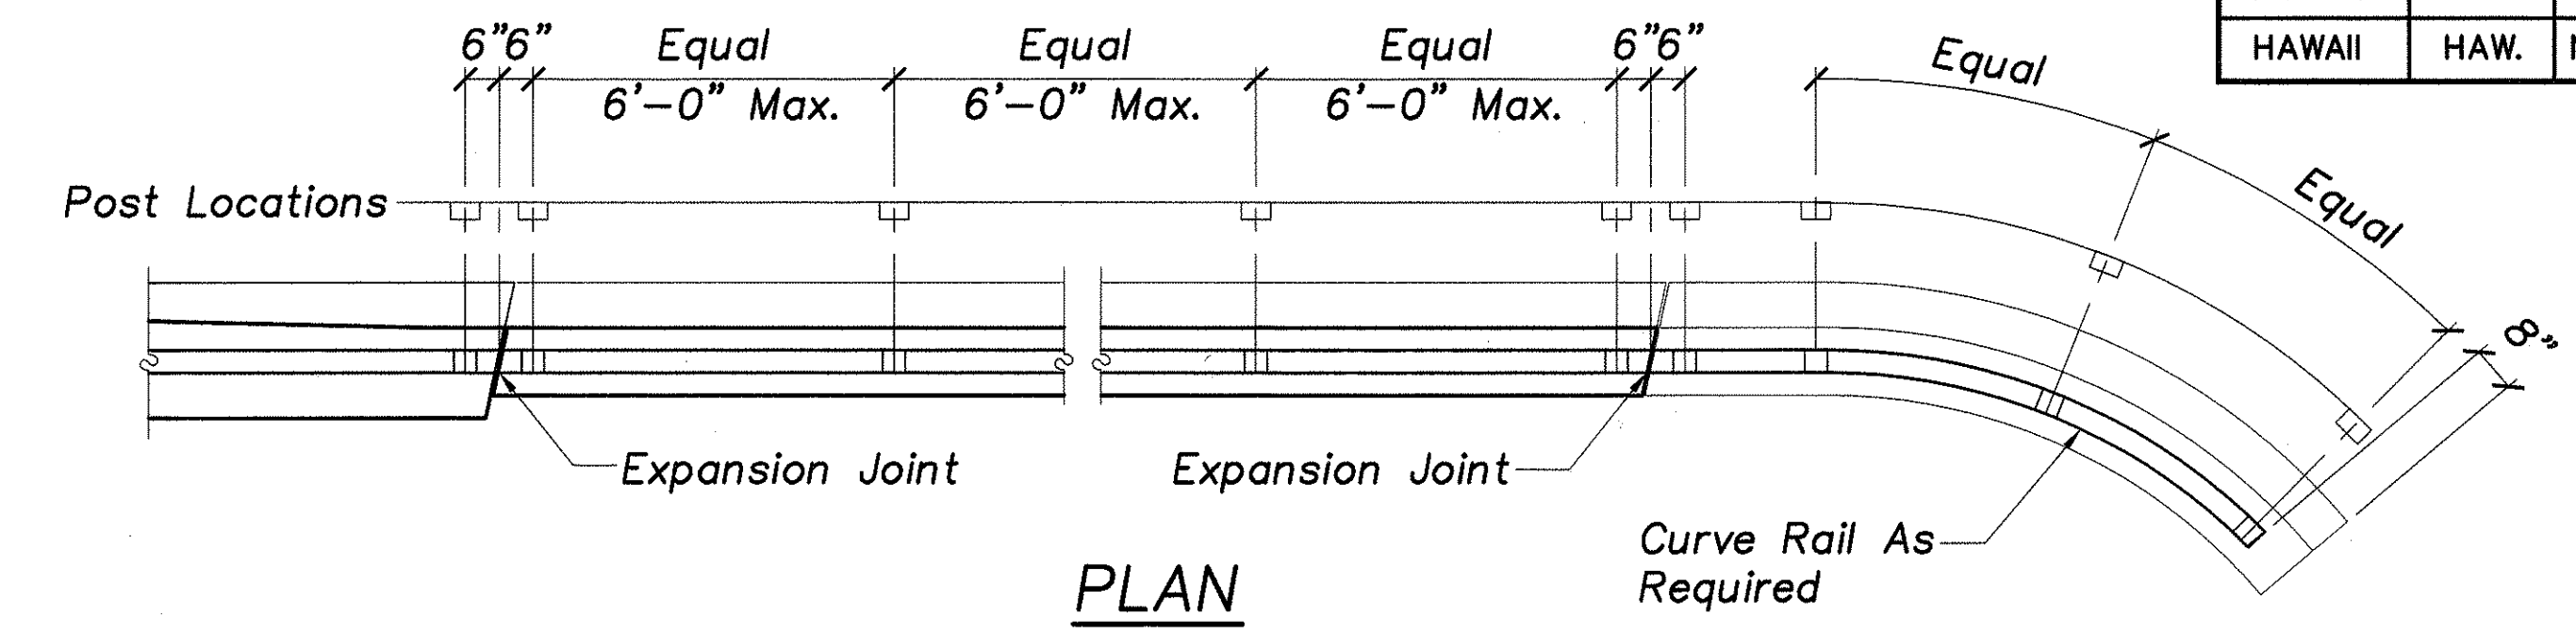 HAWAII HAW.
6" 6" Equal Equal Equal 6" 6" Equal
6'-0" Max. 6'-0" Max. 6'-0" Max.
Equal
Post Locations
8"
Expansion Joint Expansion Joint
Curve Rail As
Required
PLAN